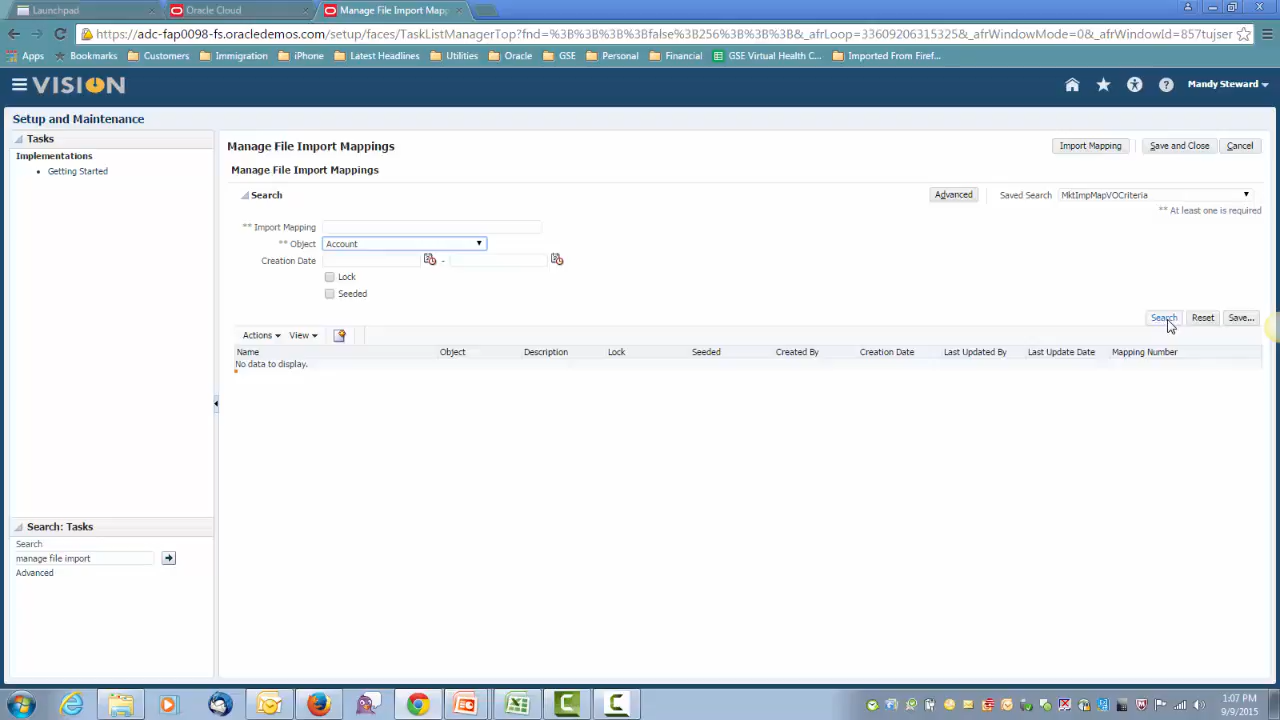 Launchpad
Oracle Cloud
Manage File Import Mapp
https://adc-fap0098-fs.oracledemos.com/setup/faces/TaskListManagerTop?fnd=%3B%3B%3B%3Bfalse%3B256%3B%3B%3B&_afrLoop=3360920631532​5&_afrWindowMode=0&_afrWindowId=857tujser
Apps Bookmarks Customers Immigration iPhone Latest Headlines Utilities Oracle GSE Personal Financial GSE Virtual Health C... Imported From Firef...
VISION
Mandy Steward
Setup and Maintenance
Tasks
Implementations
Getting Started
Manage File Import Mappings
Import Mapping Save and Close Cancel
Manage File Import Mappings
Search
Advanced Saved Search MktImpMapVOCriteria
** At least one is required
** Import Mapping
** Object Account
Creation Date -
Lock
Seeded
Search Reset Save...
Actions View
Name Object Description Lock Seeded Created By Creation Date Last Updated By Last Update Date Mapping Number
No data to display.
Search: Tasks
Search
manage file import
Advanced
1:07 PM
9/9/2015